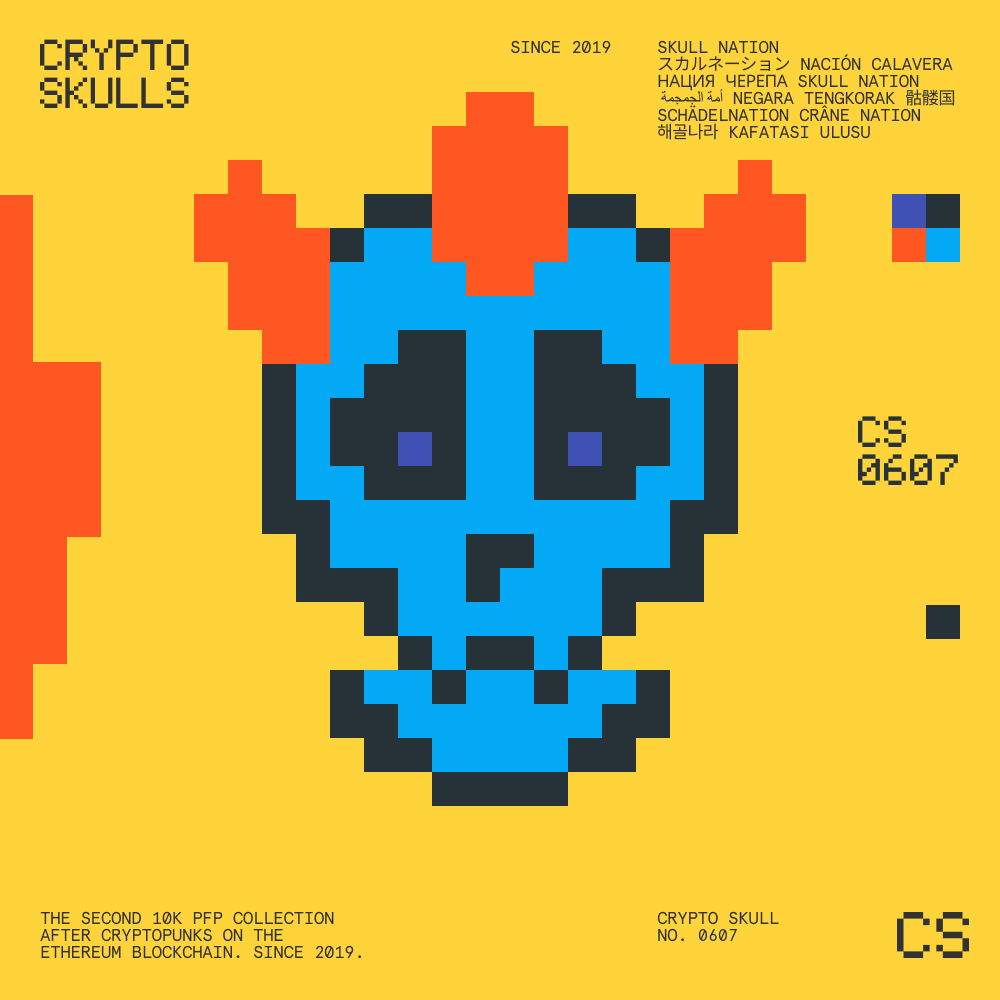 CRYPTO
SKULLS
SINCE 2019
SKULL NATION
スカルネーション NACIÓN CALAVERA
НАЦИЯ ЧЕРЕПА SKULL NATION
أمة الجمجمة NEGARA TENGKORAK 骷髅国
SCHÄDELNATION CRÂNE NATION
해골나라 KAFATASI ULUSU
CS
0607
THE SECOND 10K PFP COLLECTION
AFTER CRYPTOPUNKS ON THE
ETHEREUM BLOCKCHAIN. SINCE 2019.
CRYPTO SKULL
NO. 0607
CS